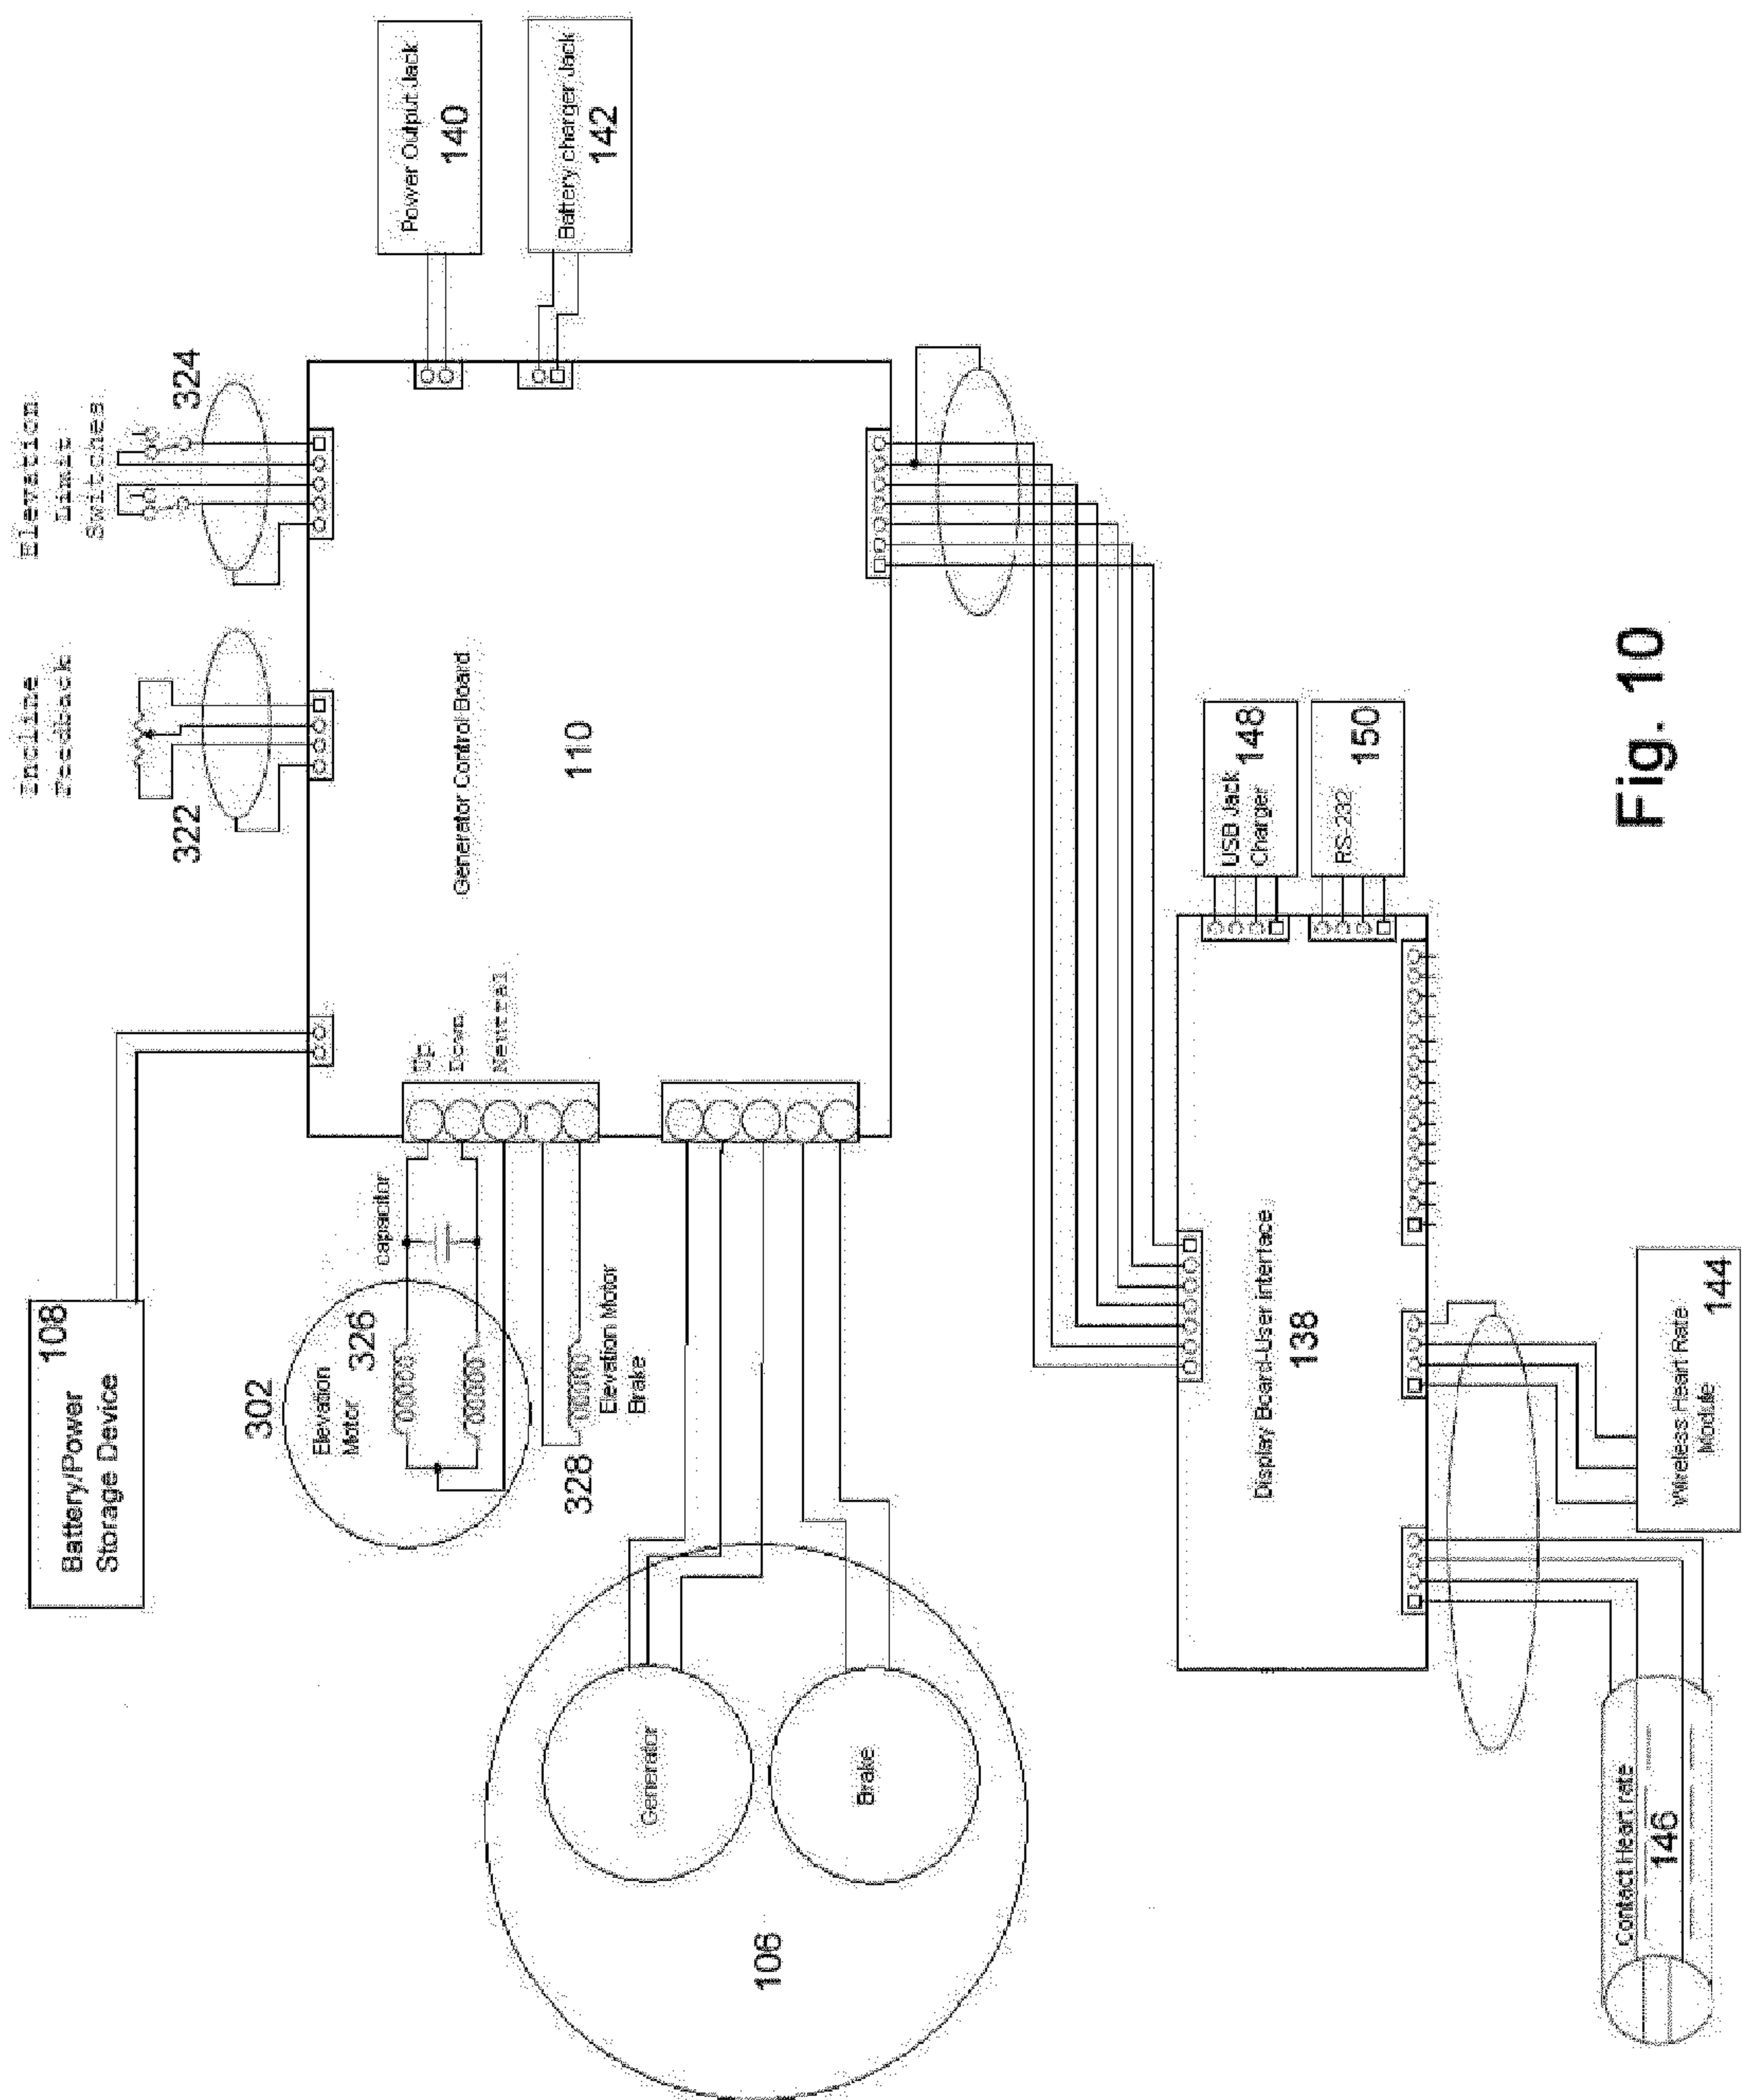 Battery/Power
Storage Device
108
Incline
Feedback
322
Elevation
Limit
Switches
324
302
Elevation
Motor
326
capacitor
Up
Down
Neutral
328
Elevation Motor
Brake
Generator Control Board
110
Power Output Jack
140
Battery charger Jack
142
106
Generator
Brake
Display Board-User interface
138
USB Jack
Charger
148
RS-232
150
Contact Heart rate
146
Wireless Heart Rate
Module
144
Fig. 10